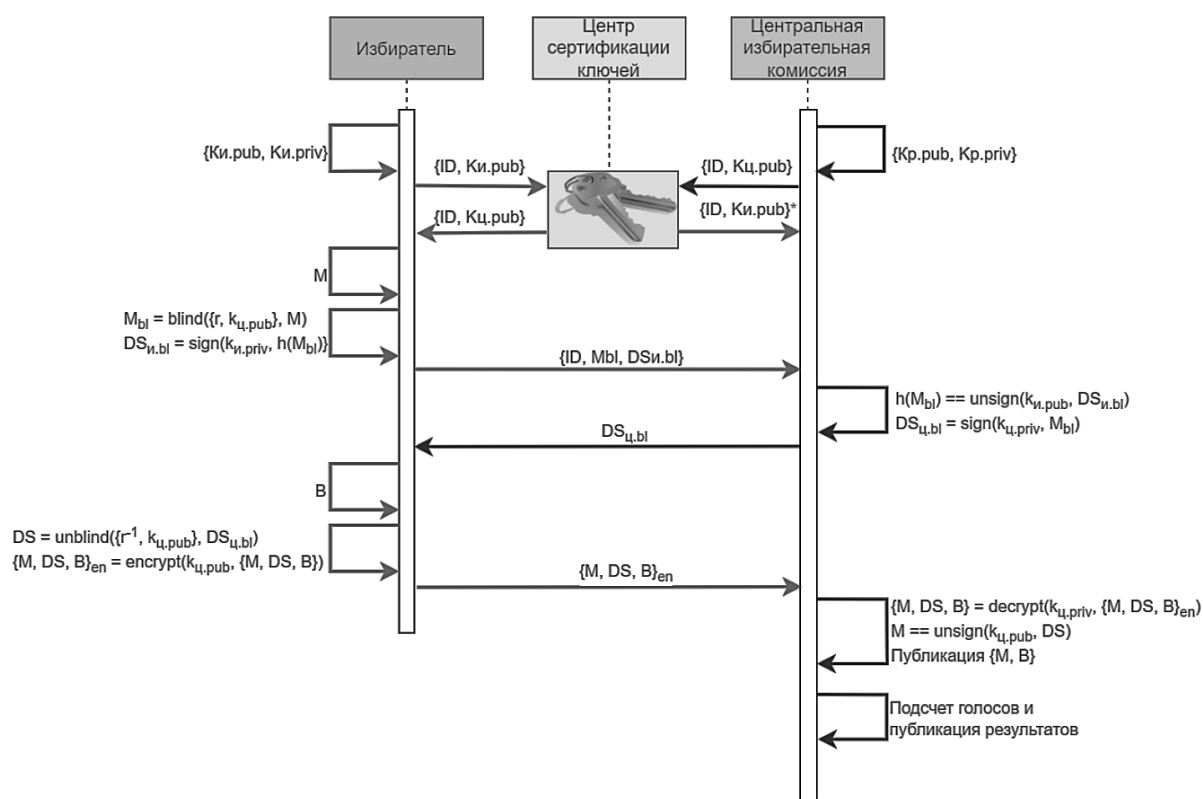 Избиратель
Центр
сертификации
ключей
Центральная
избирательная
комиссия
{Ки.pub, Ки.priv}
{Кр.pub, Кр.priv}
{ID, Ки.pub}
{ID, Кц.pub}
{ID, Кц.pub}
{ID, Ки.pub}*
M
M_bl = blind({r, k_ц.pub}, M)
DS_и.bl = sign(k_и.priv, h(M_bl)}
{ID, Mbl, DSи.bl}
h(M_bl) == unsign(k_и.pub, DS_и.bl)
DS_ц.bl = sign(k_ц.priv, M_bl)
DS_ц.bl
B
DS = unblind({r^-1, k_ц.pub}, DS_ц.bl)
{M, DS, B}_en = encrypt(k_ц.pub, {M, DS, B})
{M, DS, B}_en
{M, DS, B} = decrypt(k_ц.priv, {M, DS, B}_en)
M == unsign(k_ц.pub, DS)
Публикация {M, B}
Подсчет голосов и
публикация результатов